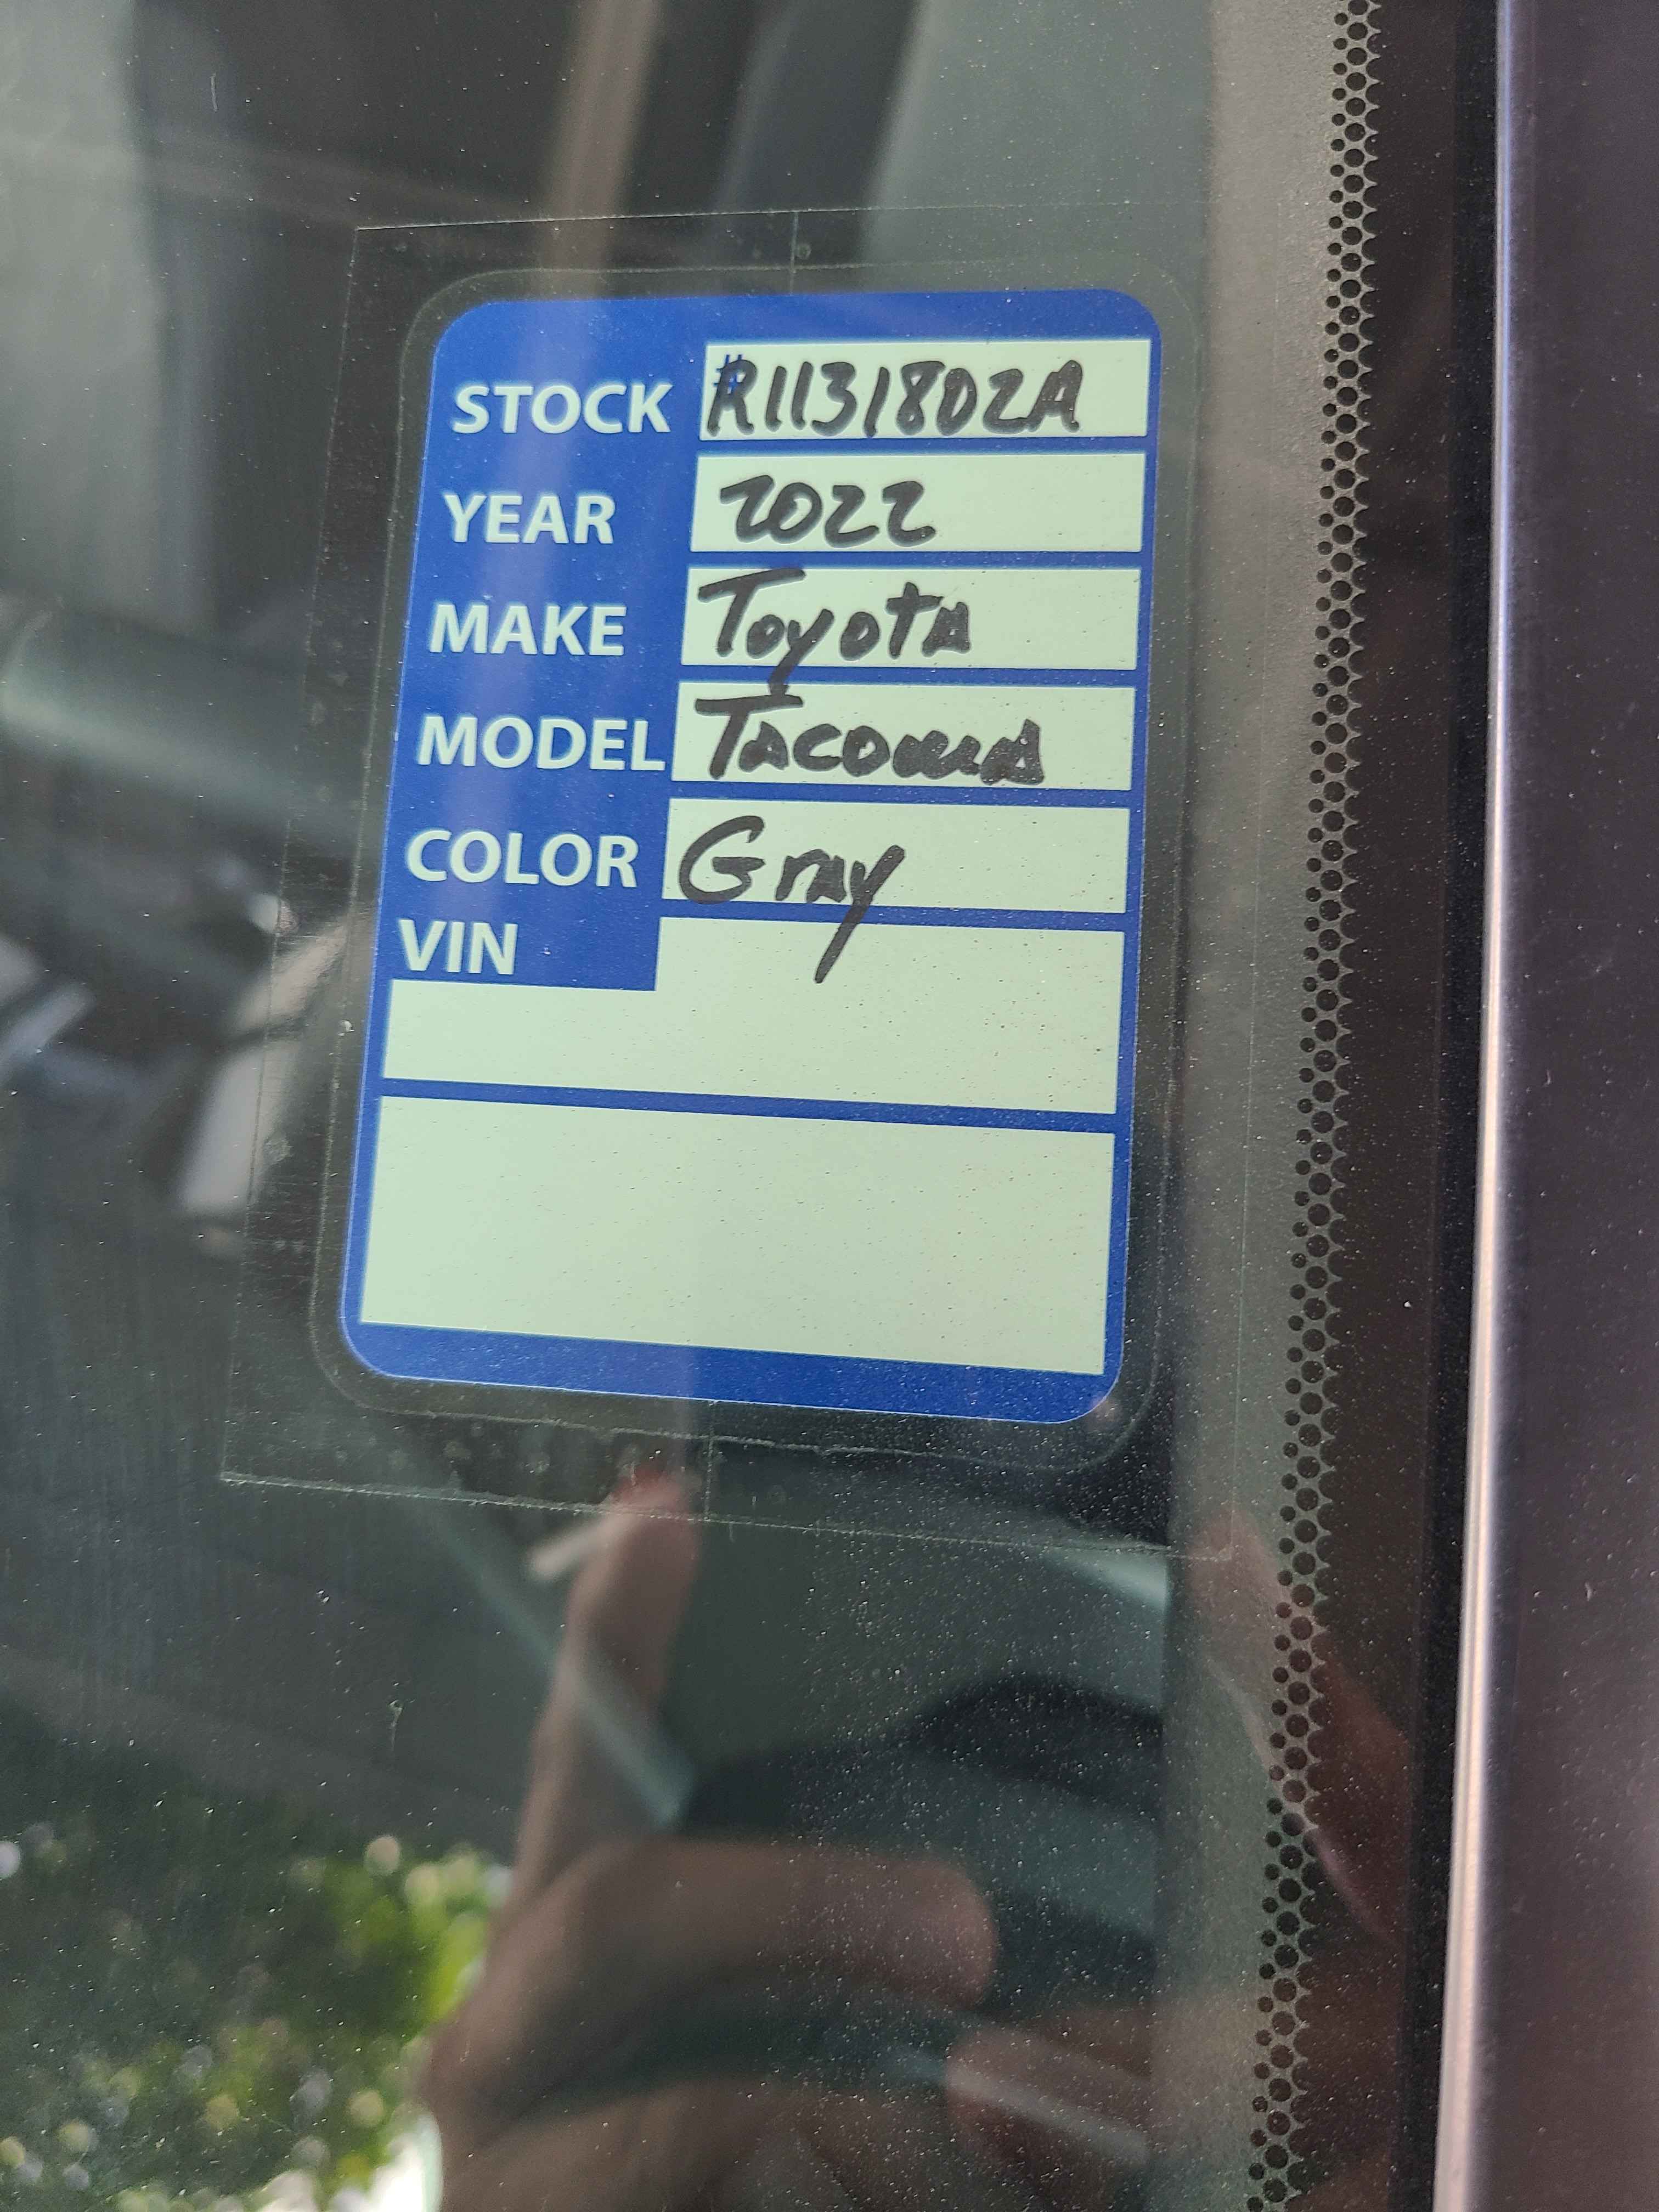 STOCK #R1131802A
YEAR 2022
MAKE Toyota
MODEL Tacoma
COLOR Gray
VIN